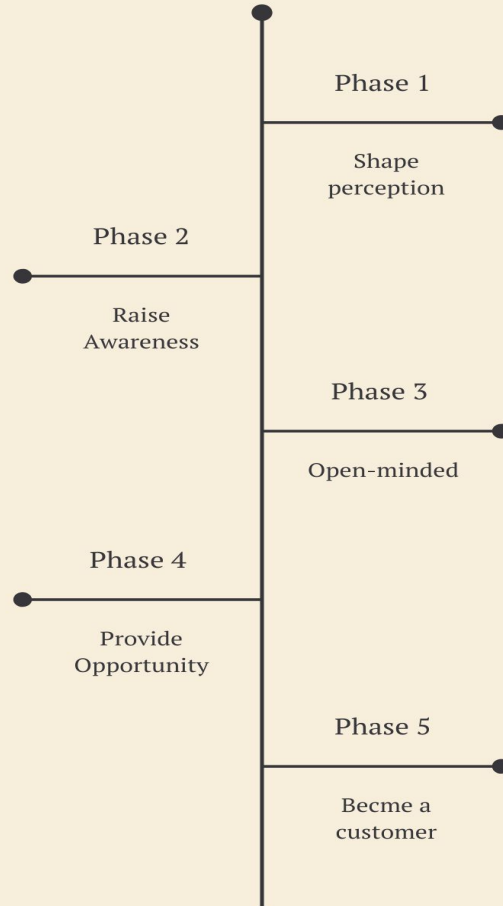 Phase 1
Shape
perception
Phase 2
Raise
Awareness
Phase 3
Open-minded
Phase 4
Provide
Opportunity
Phase 5
Becme a
customer